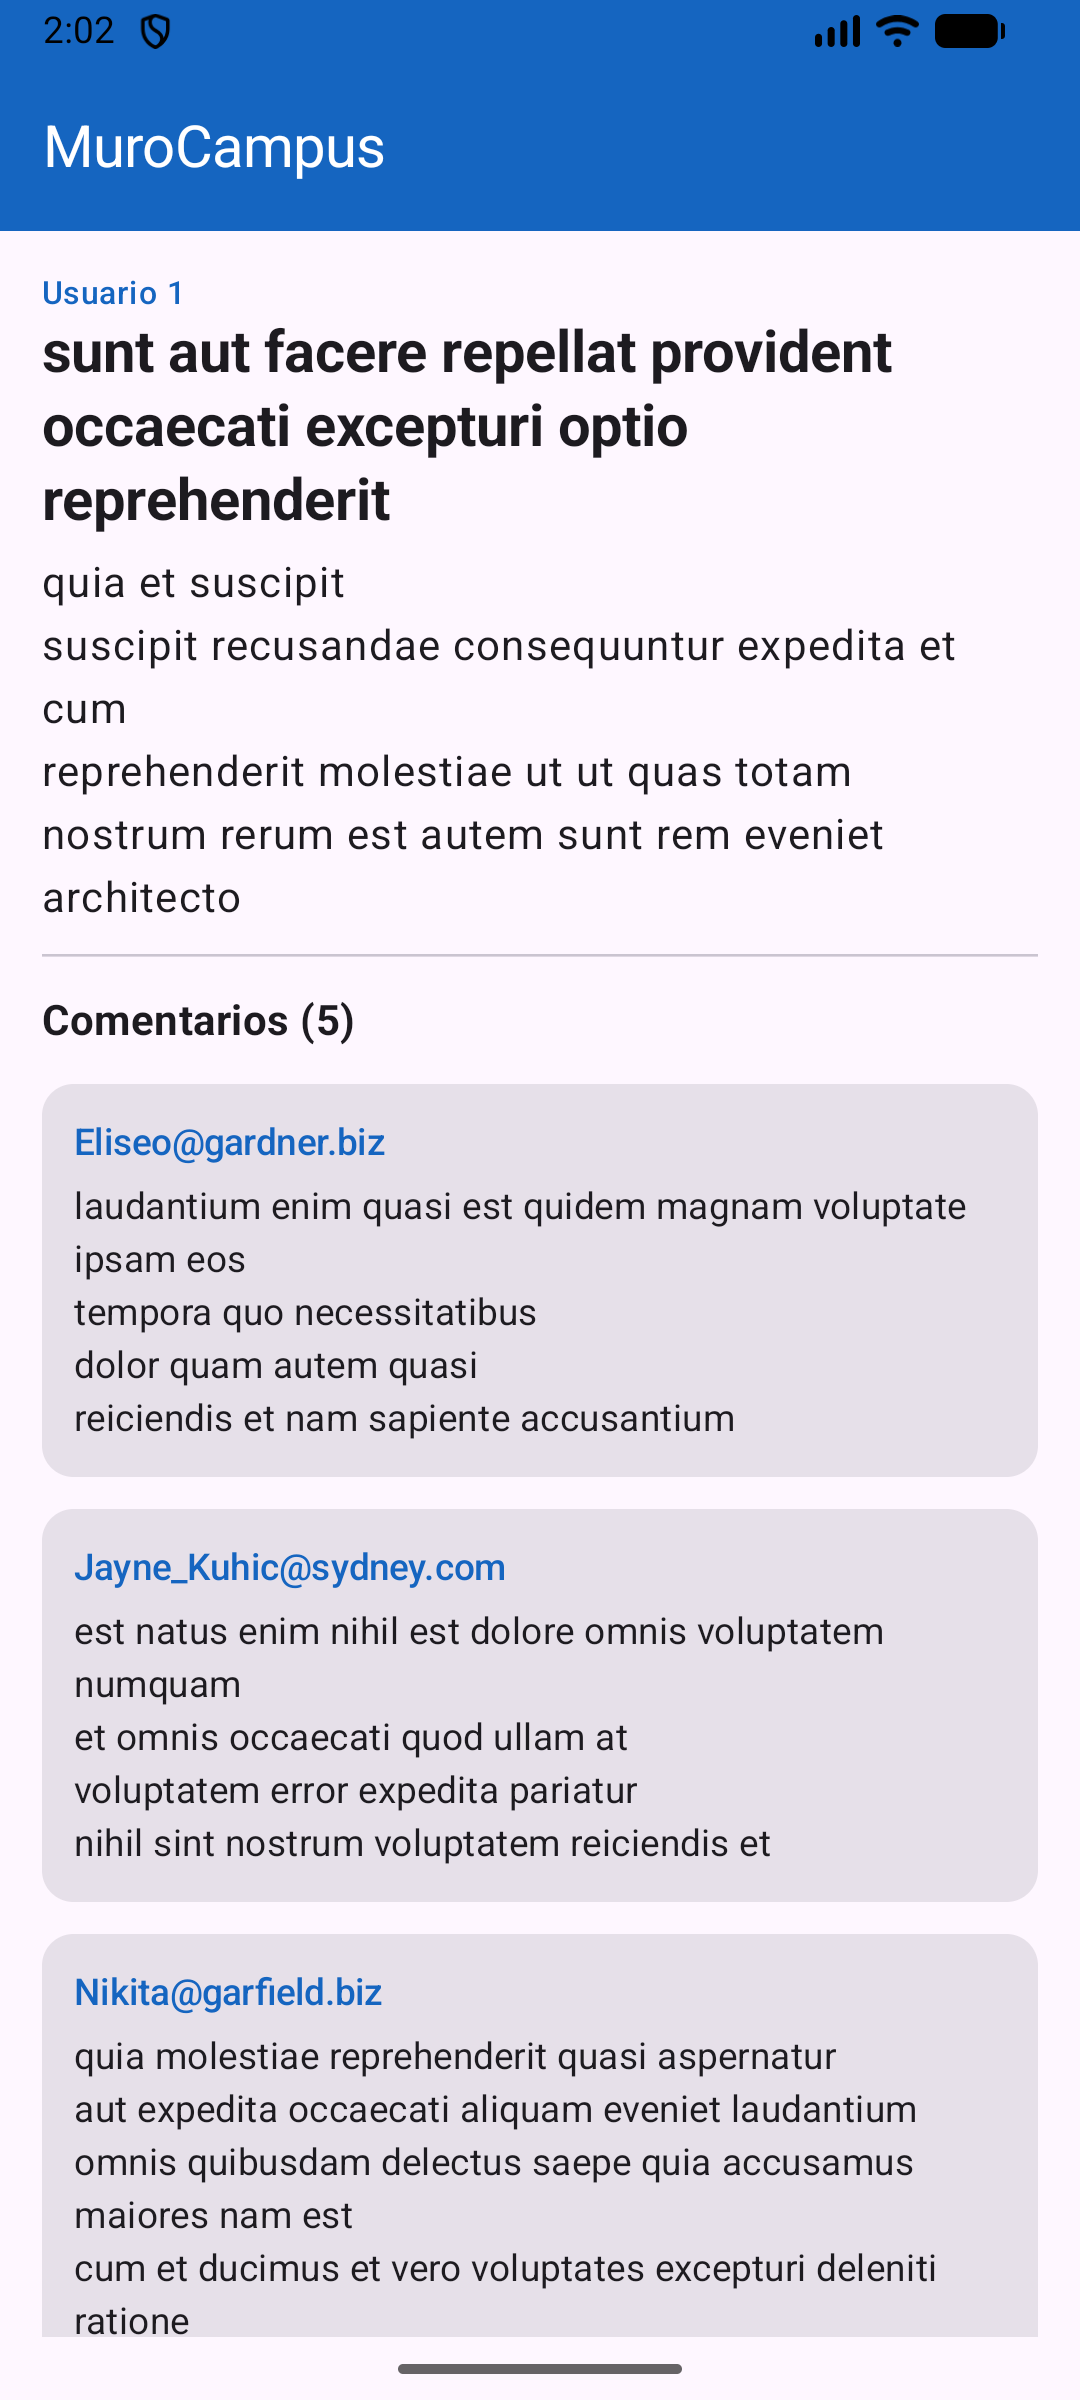 2:02
MuroCampus
Usuario 1
sunt aut facere repellat provident
occaecati excepturi optio
reprehenderit
quia et suscipit
suscipit recusandae consequuntur expedita et
cum
reprehenderit molestiae ut ut quas totam
nostrum rerum est autem sunt rem eveniet
architecto
Comentarios (5)
Eliseo@gardner.biz
laudantium enim quasi est quidem magnam voluptate
ipsam eos
tempora quo necessitatibus
dolor quam autem quasi
reiciendis et nam sapiente accusantium
Jayne_Kuhic@sydney.com
est natus enim nihil est dolore omnis voluptatem
numquam
et omnis occaecati quod ullam at
voluptatem error expedita pariatur
nihil sint nostrum voluptatem reiciendis et
Nikita@garfield.biz
quia molestiae reprehenderit quasi aspernatur
aut expedita occaecati aliquam eveniet laudantium
omnis quibusdam delectus saepe quia accusamus
maiores nam est
cum et ducimus et vero voluptates excepturi deleniti
ratione